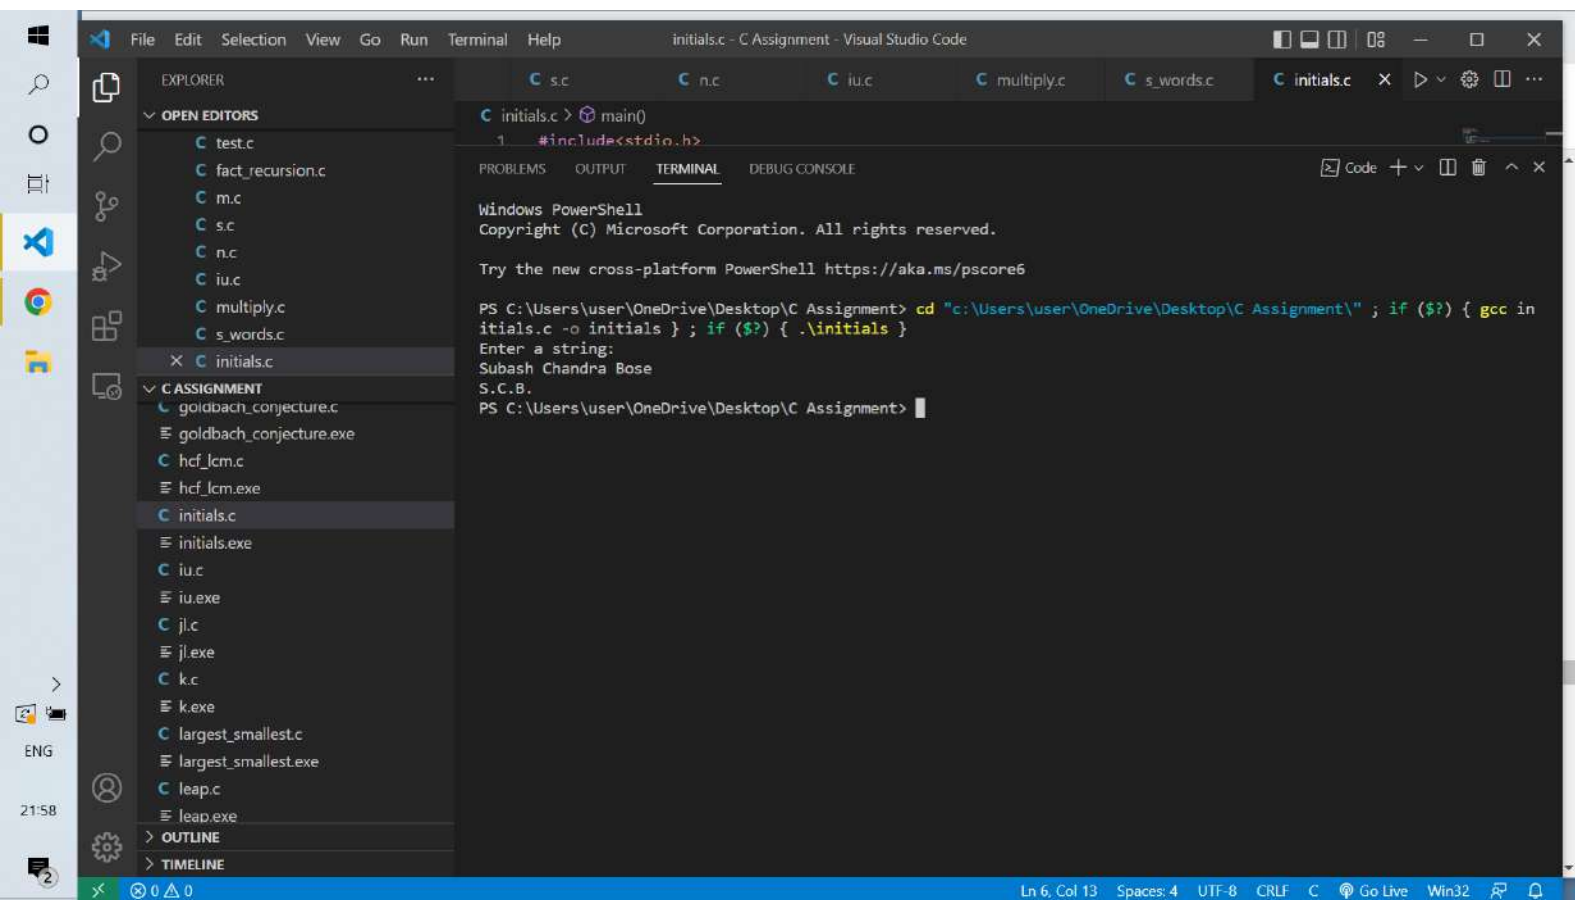 File Edit Selection View Go Run Terminal Help
initials.c - C Assignment - Visual Studio Code
EXPLORER
OPEN EDITORS
C test.c
C fact_recursion.c
C m.c
C s.c
C n.c
C iu.c
C multiply.c
C s_words.c
C initials.c
C ASSIGNMENT
C goldbach_conjecture.c
goldbach_conjecture.exe
C hcf_lcm.c
hcf_lcm.exe
C initials.c
initials.exe
C iu.c
iu.exe
C jl.c
jl.exe
C k.c
k.exe
C largest_smallest.c
largest_smallest.exe
C leap.c
leap.exe
OUTLINE
TIMELINE
C s.c C n.c C iu.c C multiply.c C s_words.c C initials.c
C initials.c > main()
1 #include<stdio.h>
PROBLEMS OUTPUT TERMINAL DEBUG CONSOLE
Code
Windows PowerShell
Copyright (C) Microsoft Corporation. All rights reserved.
Try the new cross-platform PowerShell https://aka.ms/pscore6
PS C:\Users\user\OneDrive\Desktop\C Assignment> cd "c:\Users\user\OneDrive\Desktop\C Assignment\" ; if ($?) { gcc in
itials.c -o initials } ; if ($?) { .\initials }
Enter a string:
Subash Chandra Bose
S.C.B.
PS C:\Users\user\OneDrive\Desktop\C Assignment>
ENG
21:58
2
0 0
Ln 6, Col 13 Spaces: 4 UTF-8 CRLF C Go Live Win32